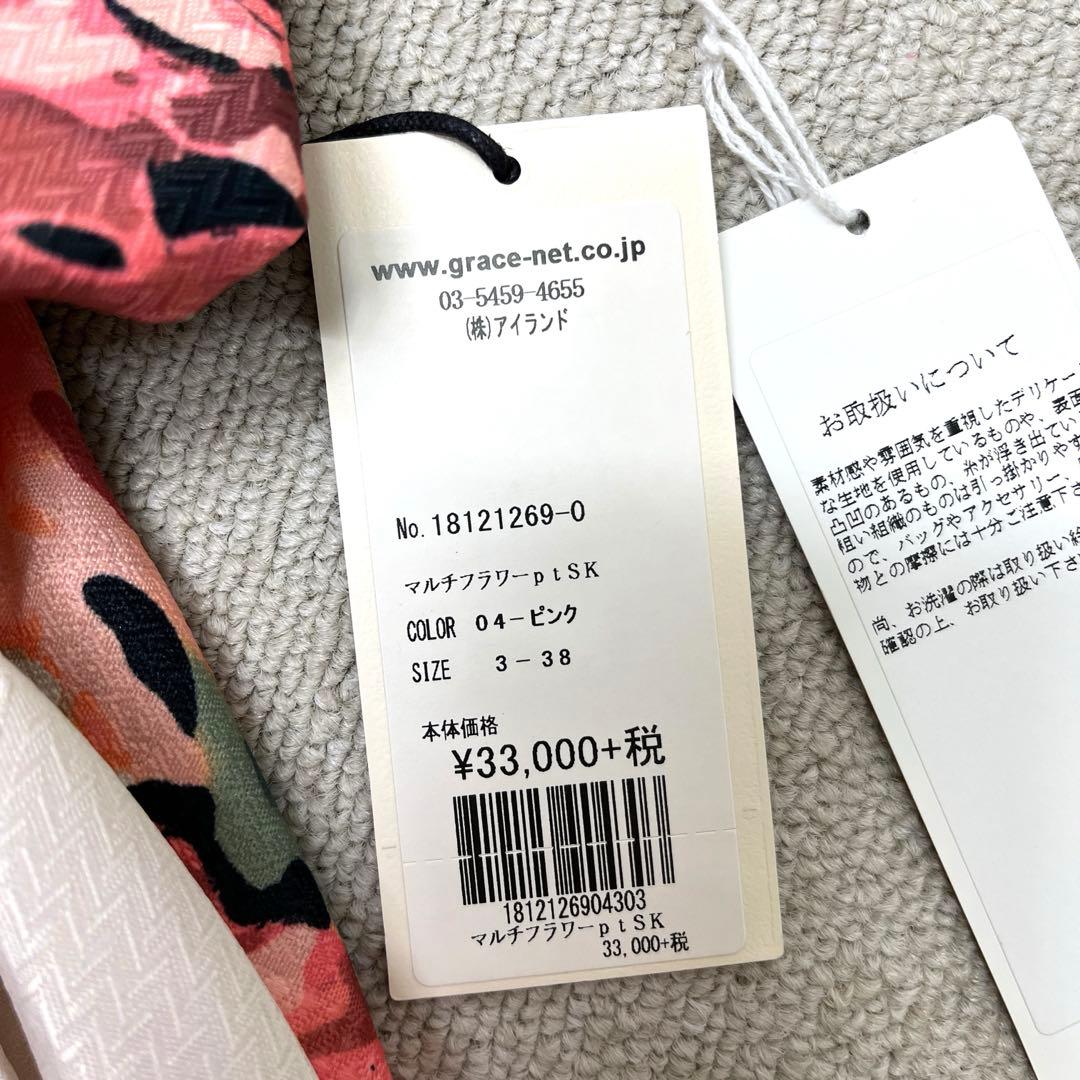 www.grace-net.co.jp
03-5459-4655
(株)アイランド
No.18121269-0
マルチフラワーptSK
COLOR 04-ピンク
SIZE 3-38
本体価格
¥33,000+税
1812126904303
マルチフラワーptSK
33,000+税
お取扱いについて
素材感や雰囲気を重視したデリケー
な生地を使用しているものや、表面
凸凹のあるもの、糸が浮き出てい
粗い組織のものは引っ掛かりやす
ので、バッグやアクセサリー、
物との摩擦には十分ご注意下さ
尚、お洗濯の際は取り扱い絵
確認の上、お取り扱い下さ